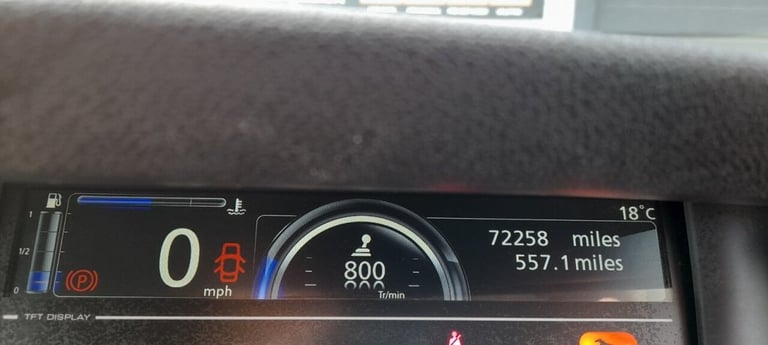 18°C
1
72258 miles
1/2
0
800
557.1 miles
0
P
mph
Tr/min
TFT DISPLAY